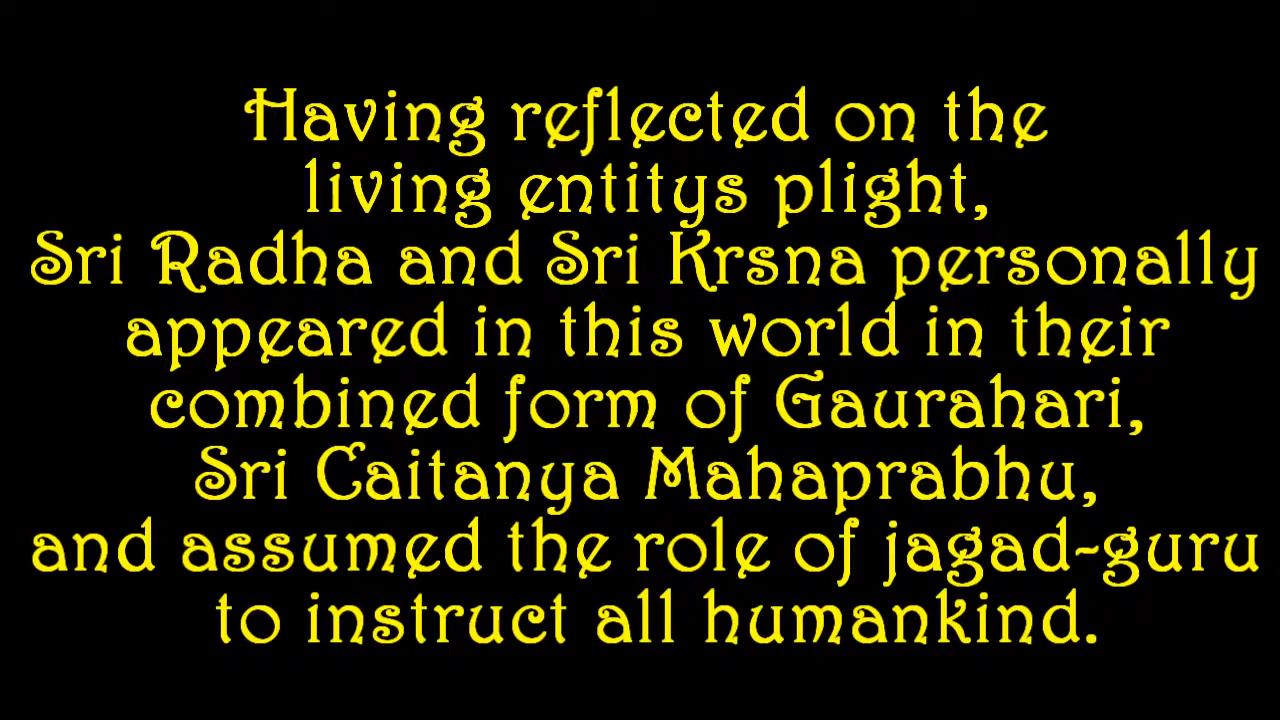 Having reflected on the
living entitys plight,
Sri Radha and Sri Krsna personally
appeared in this world in their
combined form of Gaurahari,
Sri Caitanya Mahaprabhu,
and assumed the role of jagad-guru
to instruct all humankind.